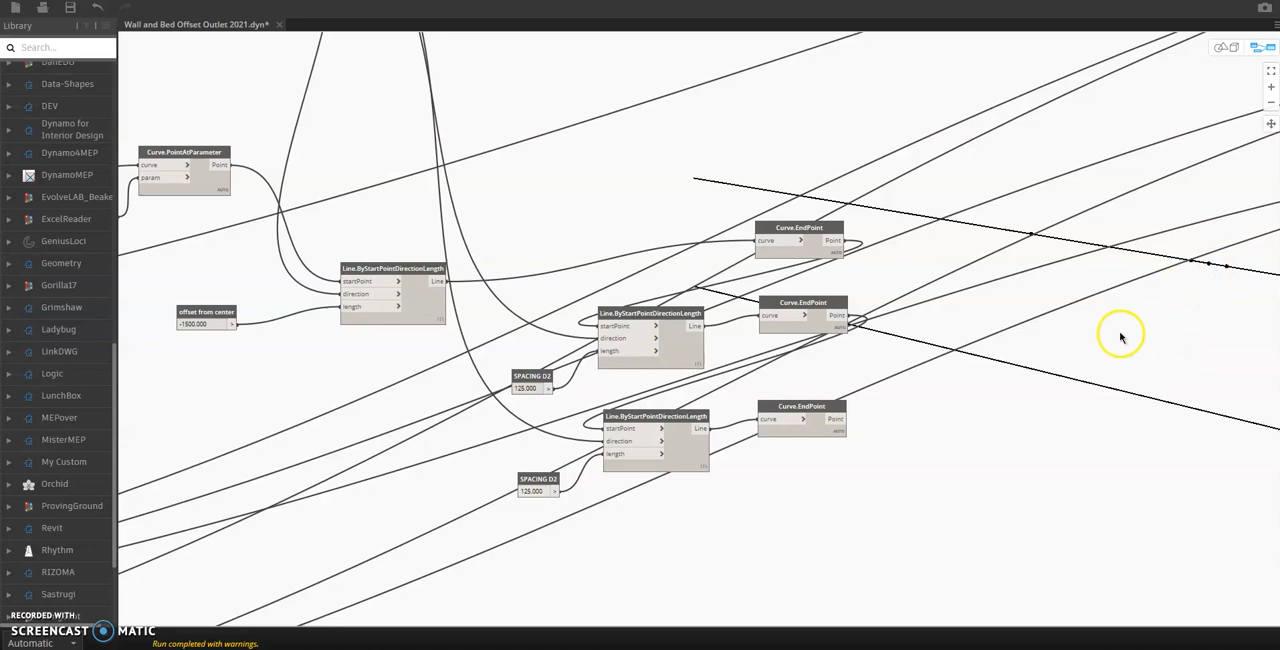 Library
Wall and Bed Offset Outlet 2021.dyn*
Search...
BanEDU
Data-Shapes
DEV
Dynamo for
Interior Design
Dynamo4MEP
DynamoMEP
EvolveLAB_Beake
ExcelReader
GeniusLoci
Geometry
Gorilla17
Grimshaw
Ladybug
LinkDWG
Logic
LunchBox
MEPover
MisterMEP
My Custom
Orchid
ProvingGround
Revit
Rhythm
RIZOMA
Sastrugi
RECORDED WITH
SCREENCAST MATIC
Automatic
Run completed with warnings.
Curve.PointAtParameter
curve > Point
param >
AUTO
offset from center
-1500.000 >
Line.ByStartPointDirectionLength
startPoint > Line
direction >
length >
Curve.EndPoint
curve > Point
AUTO
Line.ByStartPointDirectionLength
startPoint > Line
direction >
length >
SPACING D2
125.000 >
Curve.EndPoint
curve > Point
AUTO
Line.ByStartPointDirectionLength
startPoint > Line
direction >
length >
SPACING D2
125.000 >
Curve.EndPoint
curve > Point
AUTO